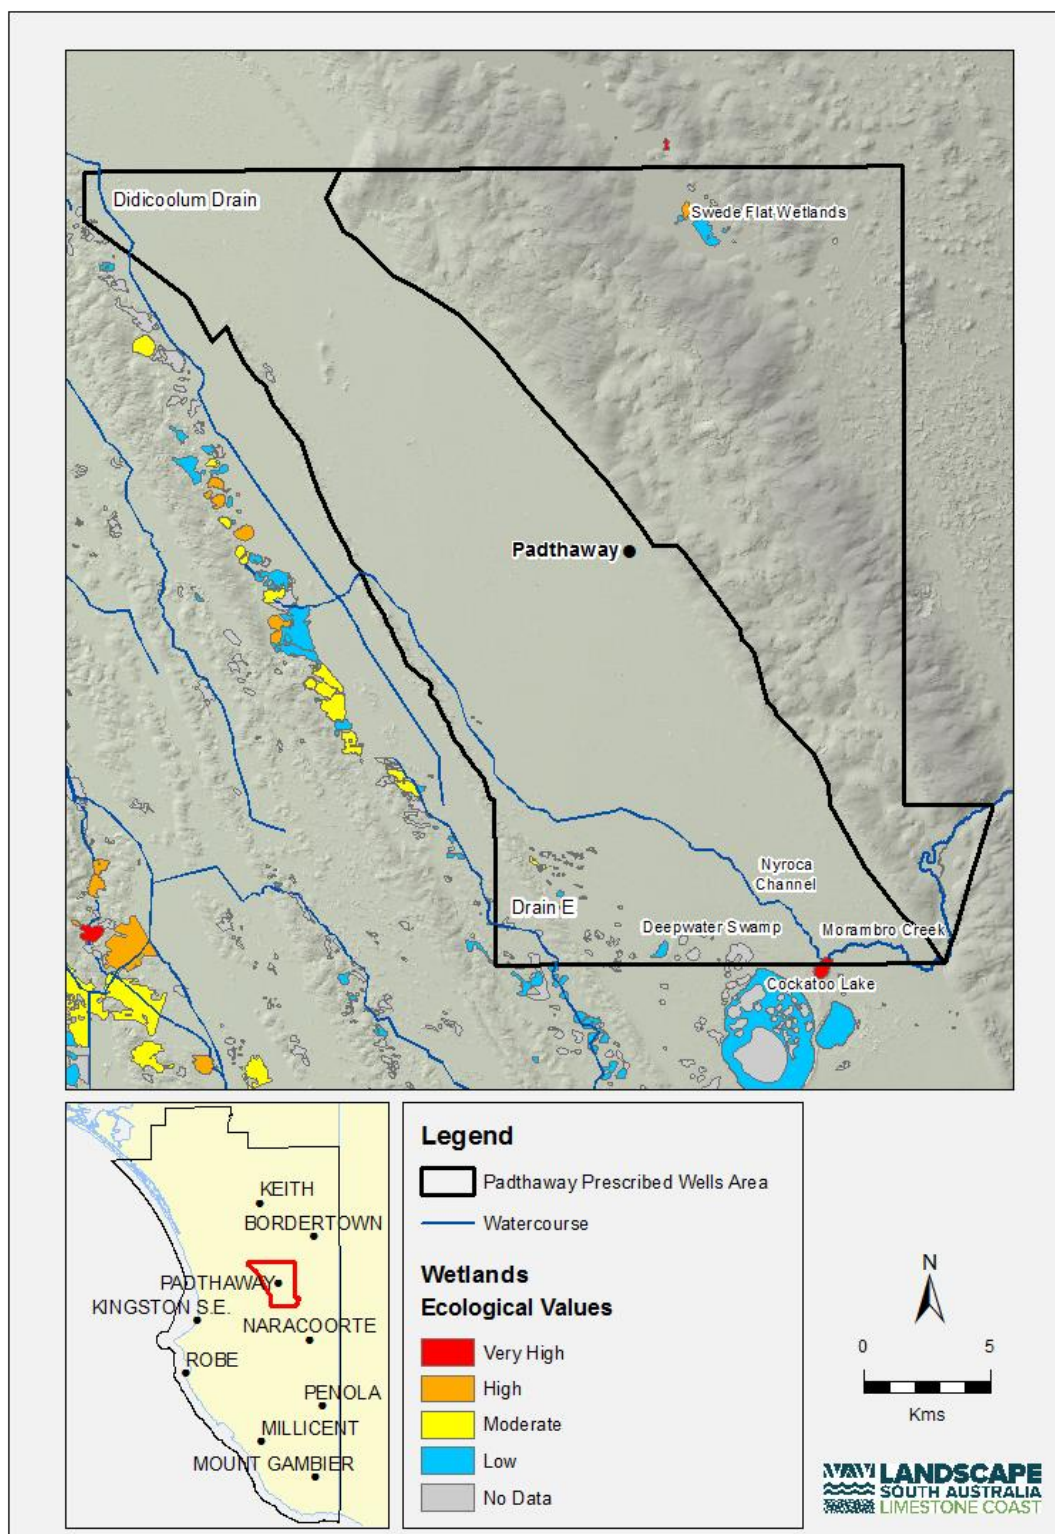 Didicoolum Drain
Swede Flat Wetlands
Padthaway
Nyroca
Channel
Drain E
Deepwater Swamp
Morambro Creek
Cockatoo Lake
KEITH
BORDERTOWN
PADTHAWAY
KINGSTON S.E.
NARACOORTE
ROBE
PENOLA
MILLICENT
MOUNT GAMBIER
Legend
Padthaway Prescribed Wells Area
Watercourse
Wetlands
Ecological Values
Very High
High
Moderate
Low
No Data
N
0 5
Kms
LANDSCAPE
SOUTH AUSTRALIA
LIMESTONE COAST